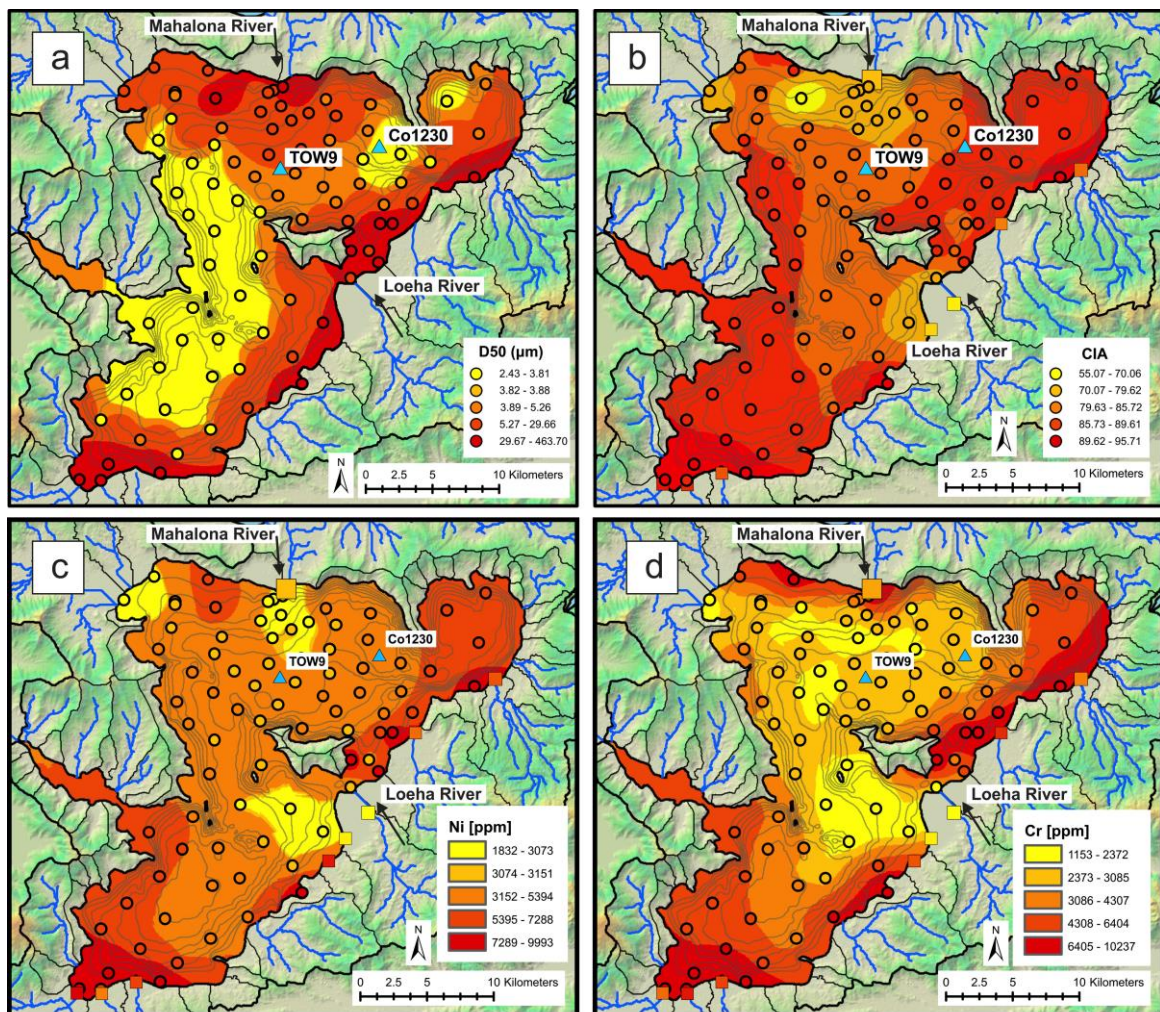 a
Mahalona River
TOW9
Co1230
Loeha River
D50 (µm)
2.43 - 3.81
3.82 - 3.88
3.89 - 5.26
5.27 - 29.66
29.67 - 463.70
N
0 2.5 5 10 Kilometers
b
Mahalona River
TOW9
Co1230
Loeha River
CIA
55.07 - 70.06
70.07 - 79.62
79.63 - 85.72
85.73 - 89.61
89.62 - 95.71
N
0 2.5 5 10 Kilometers
c
Mahalona River
Co1230
TOW9
Loeha River
Ni [ppm]
1832 - 3073
3074 - 3151
3152 - 5394
5395 - 7288
7289 - 9993
N
0 2.5 5 10 Kilometers
d
Mahalona River
Co1230
TOW9
Loeha River
Cr [ppm]
1153 - 2372
2373 - 3085
3086 - 4307
4308 - 6404
6405 - 10237
N
0 2.5 5 10 Kilometers